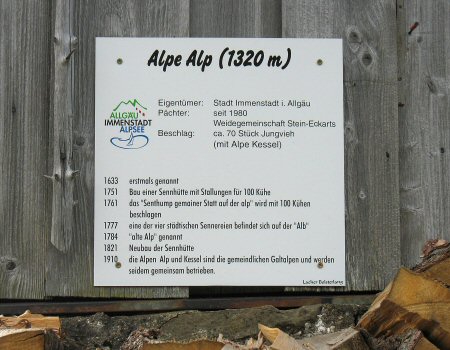 Alpe Alp (1320 m)
ALLGÄU
IMMENSTADT
ALPSEE
Eigentümer: Stadt Immenstadt i. Allgäu
Pächter: seit 1980
Weidegemeinschaft Stein-Eckarts
Beschlag: ca. 70 Stück Jungvieh
(mit Alpe Kessel)
1633 erstmals genannt
1751 Bau einer Sennhütte mit Stallungen für 100 Kühe
1761 das "Senthump gemainer Statt auf der alp" wird mit 100 Kühen
beschlagen
1777 eine der vier städtischen Sennereien befindet sich auf der "Alb"
1784 "alte Alp" genannt
1821 Neubau der Sennhütte
1910 die Alpen Alp und Kessel sind die gemeindlichen Galtalpen und werden
seidem gemeinsam betrieben.